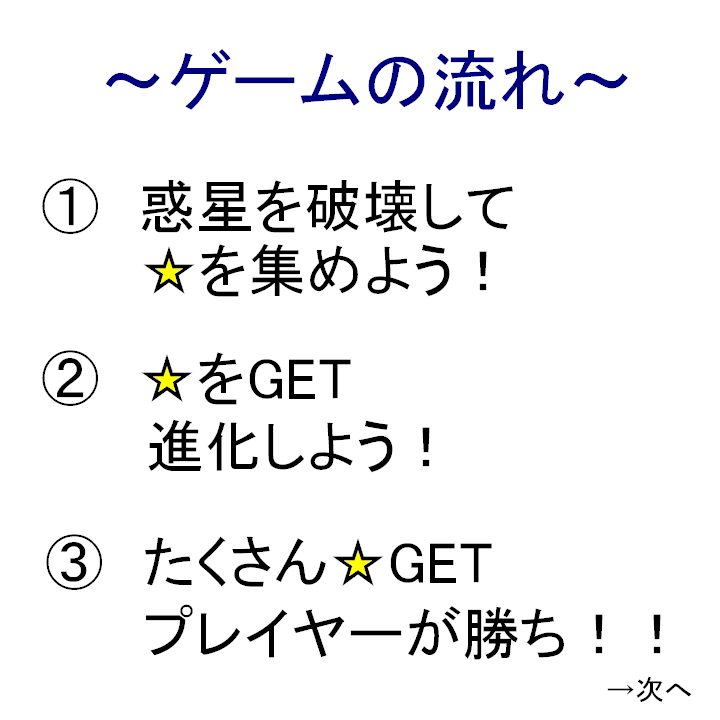 ～ゲームの流れ～
① 惑星を破壊して
☆を集めよう！
② ☆をGET
進化しよう！
③ たくさん☆GET
プレイヤーが勝ち！！
→次へ